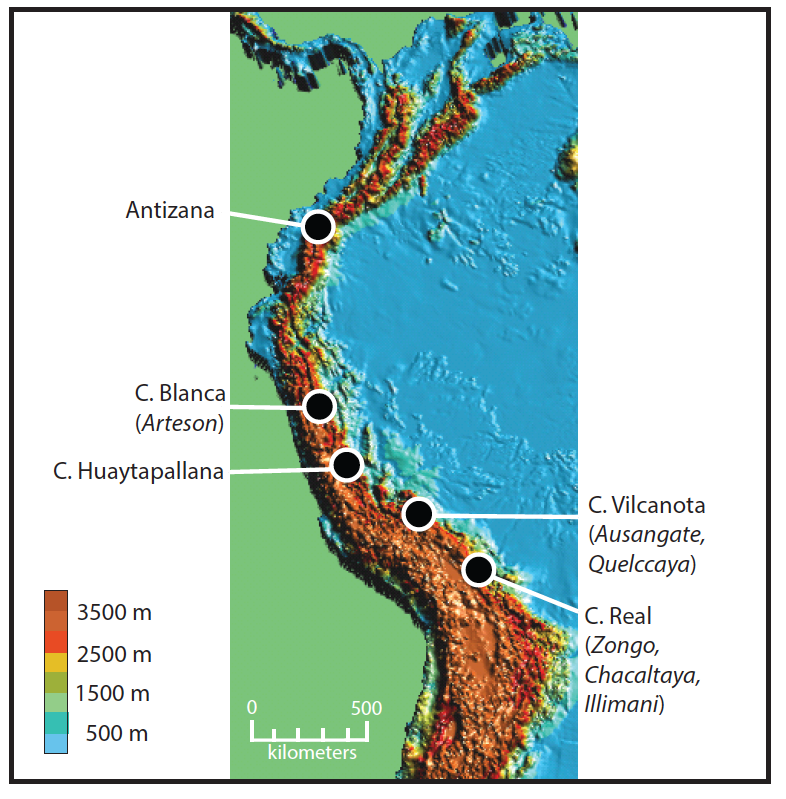 Antizana
C. Blanca
(Arteson)
C. Huaytapallana
C. Vilcanota
(Ausangate,
Quelccaya)
C. Real
(Zongo,
Chacaltaya,
Illimani)
3500 m
2500 m
1500 m
500 m
0 500
kilometers